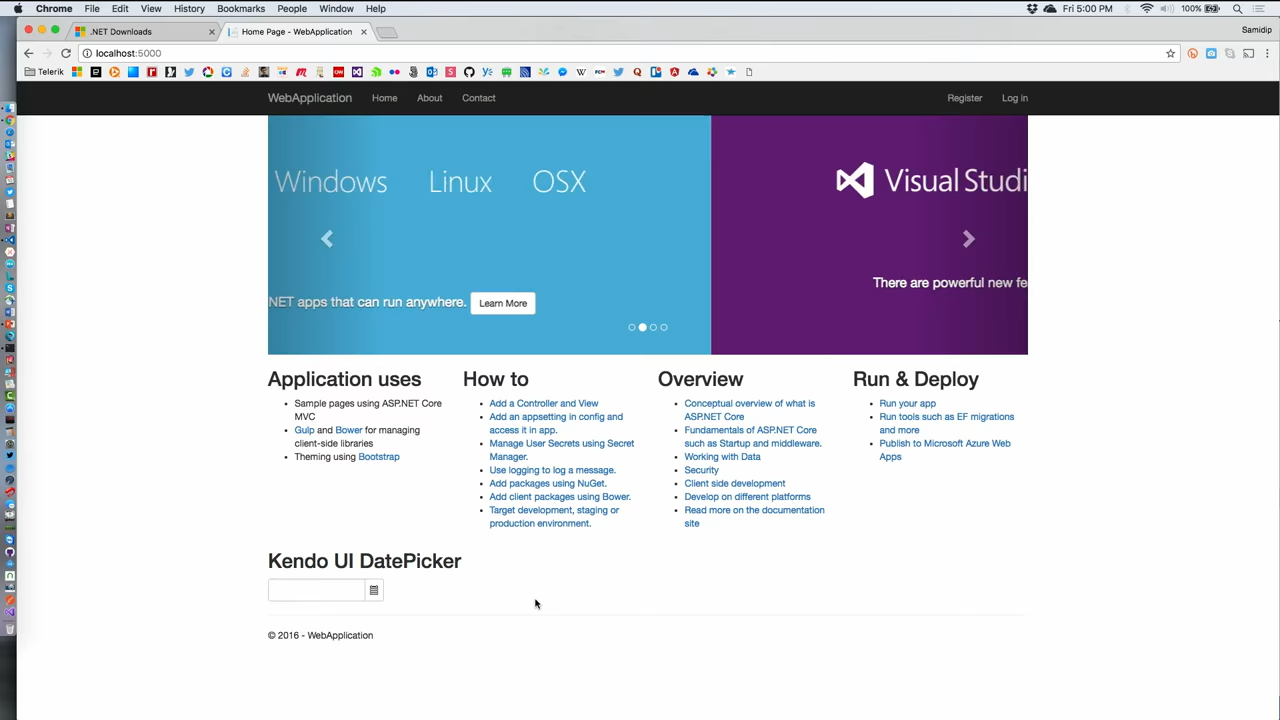 Chrome File Edit View History Bookmarks People Window Help 100% Fri 5:00 PM
.NET Downloads Home Page - WebApplication Samidip
localhost:5000
Telerik
WebApplication Home About Contact Register Log in
Windows Linux OSX Visual Studi
There are powerful new fe
NET apps that can run anywhere. Learn More
Application uses
Sample pages using ASP.NET Core
MVC
Gulp and Bower for managing
client-side libraries
Theming using Bootstrap
How to
Add a Controller and View
Add an appsetting in config and
access it in app.
Manage User Secrets using Secret
Manager.
Use logging to log a message.
Add packages using NuGet.
Add client packages using Bower.
Target development, staging or
production environment.
Overview
Conceptual overview of what is
ASP.NET Core
Fundamentals of ASP.NET Core
such as Startup and middleware.
Working with Data
Security
Client side development
Develop on different platforms
Read more on the documentation
site
Run & Deploy
Run your app
Run tools such as EF migrations
and more
Publish to Microsoft Azure Web
Apps
Kendo UI DatePicker
© 2016 - WebApplication